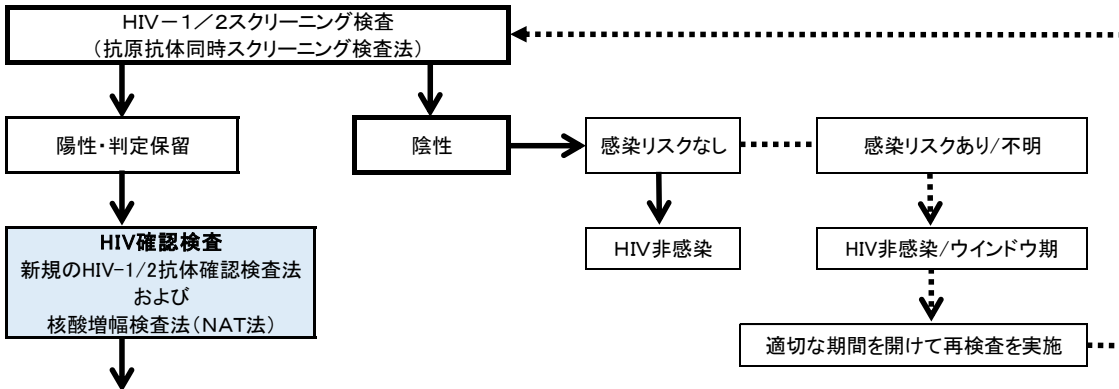 HIV－1／2スクリーニング検査
（抗原抗体同時スクリーニング検査法）
陽性・判定保留
陰性
感染リスクなし
感染リスクあり/不明
HIV確認検査
新規のHIV-1/2抗体確認検査法
および
核酸増幅検査法（NAT法）
HIV非感染
HIV非感染/ウインドウ期
適切な期間を開けて再検査を実施